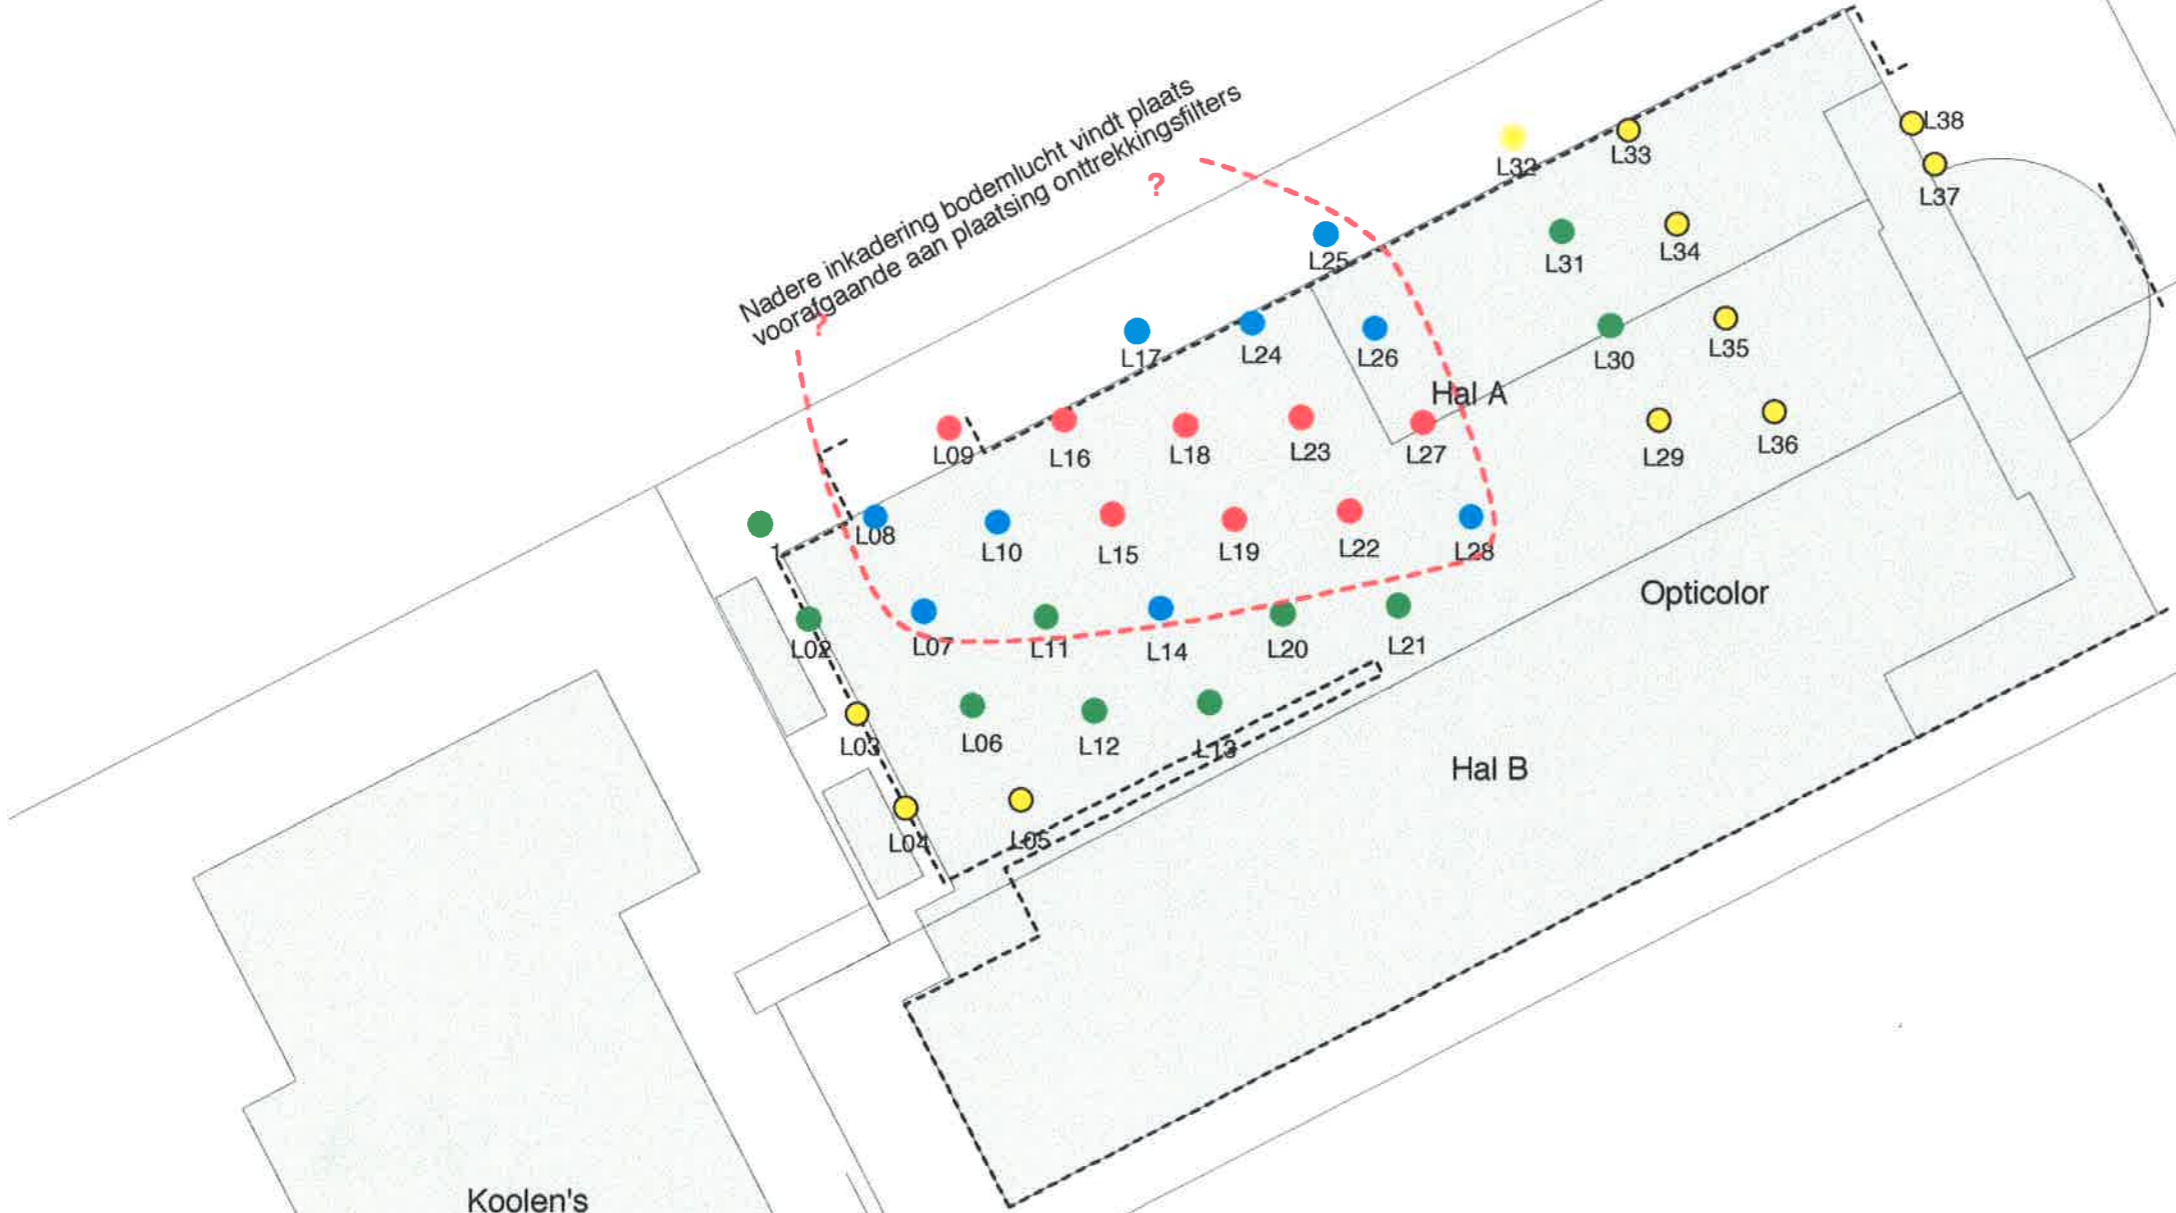 Nadere inkadering bodemlucht vindt plaats
voorafgaande aan plaatsing onttrekkingsfilters
?
?
L38
L33
L32
L37
L34
L31
L25
L35
L30
L17
L24
L26
Hal A
L36
L29
L09
L16
L18
L23
L27
L08
L10
L15
L19
L22
L28
1
Opticolor
L02
L07
L11
L14
L20
L21
L03
L06
L12
L13
Hal B
L04
L05
Koolen's